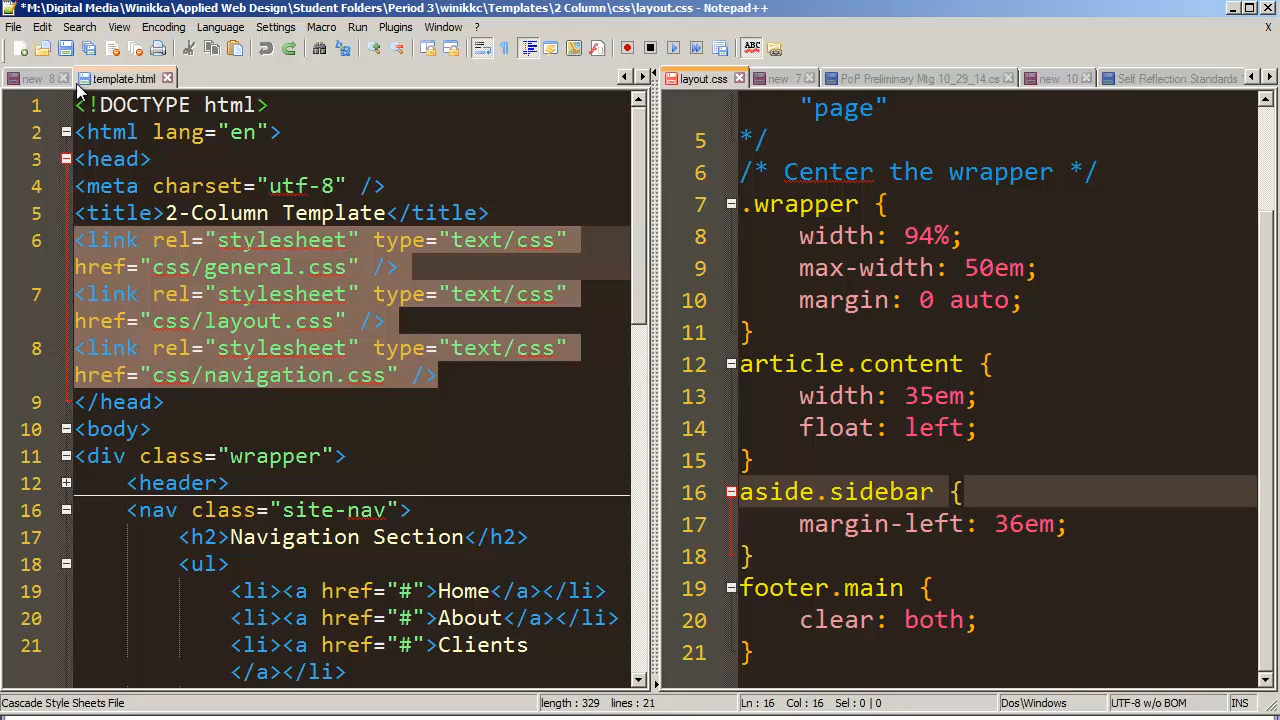 *M:\Digital Media\Winikka\Applied Web Design\Student Folders\Period 3\winikkc\Templates\2 Column\css\layout.css - Notepad++
File Edit Search View Encoding Language Settings Macro Run Plugins Window ? X
new 8 template.html
layout.css new 7 PoP Preliminary Mtg 10_29_14.cs new 10 Self Reflection Standards
1 <!DOCTYPE html>
2 <html lang="en">
3 <head>
4 <meta charset="utf-8" />
5 <title>2-Column Template</title>
6 <link rel="stylesheet" type="text/css"
href="css/general.css" />
7 <link rel="stylesheet" type="text/css"
href="css/layout.css" />
8 <link rel="stylesheet" type="text/css"
href="css/navigation.css" />
9 </head>
10 <body>
11 <div class="wrapper">
12 <header>
16 <nav class="site-nav">
17 <h2>Navigation Section</h2>
18 <ul>
19 <li><a href="#">Home</a></li>
20 <li><a href="#">About</a></li>
21 <li><a href="#">Clients
</a></li>
"page"
5 */
6 /* Center the wrapper */
7 .wrapper {
8 width: 94%;
9 max-width: 50em;
10 margin: 0 auto;
11 }
12 article.content {
13 width: 35em;
14 float: left;
15 }
16 aside.sidebar {
17 margin-left: 36em;
18 }
19 footer.main {
20 clear: both;
21 }
Cascade Style Sheets File length : 329 lines : 21 Ln : 16 Col : 16 Sel : 0 | 0 Dos\Windows UTF-8 w/o BOM INS